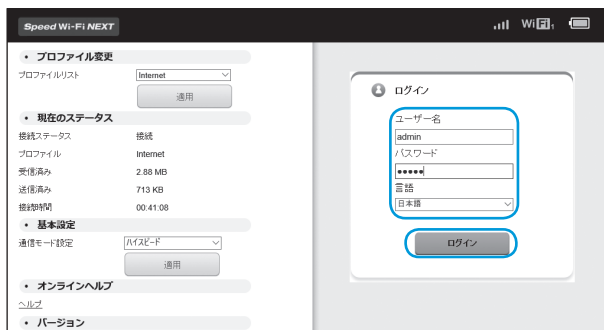 Speed Wi-Fi NEXT
WiFi 1
・ プロファイル変更
プロファイルリスト Internet
適用
・ 現在のステータス
接続ステータス 接続
プロファイル Internet
受信済み 2.88 MB
送信済み 713 KB
接続時間 00:41:08
・ 基本設定
通信モード設定 ハイスピード
適用
・ オンラインヘルプ
ヘルプ
・ バージョン
ログイン
ユーザー名
admin
パスワード
●●●●●
言語
日本語
ログイン